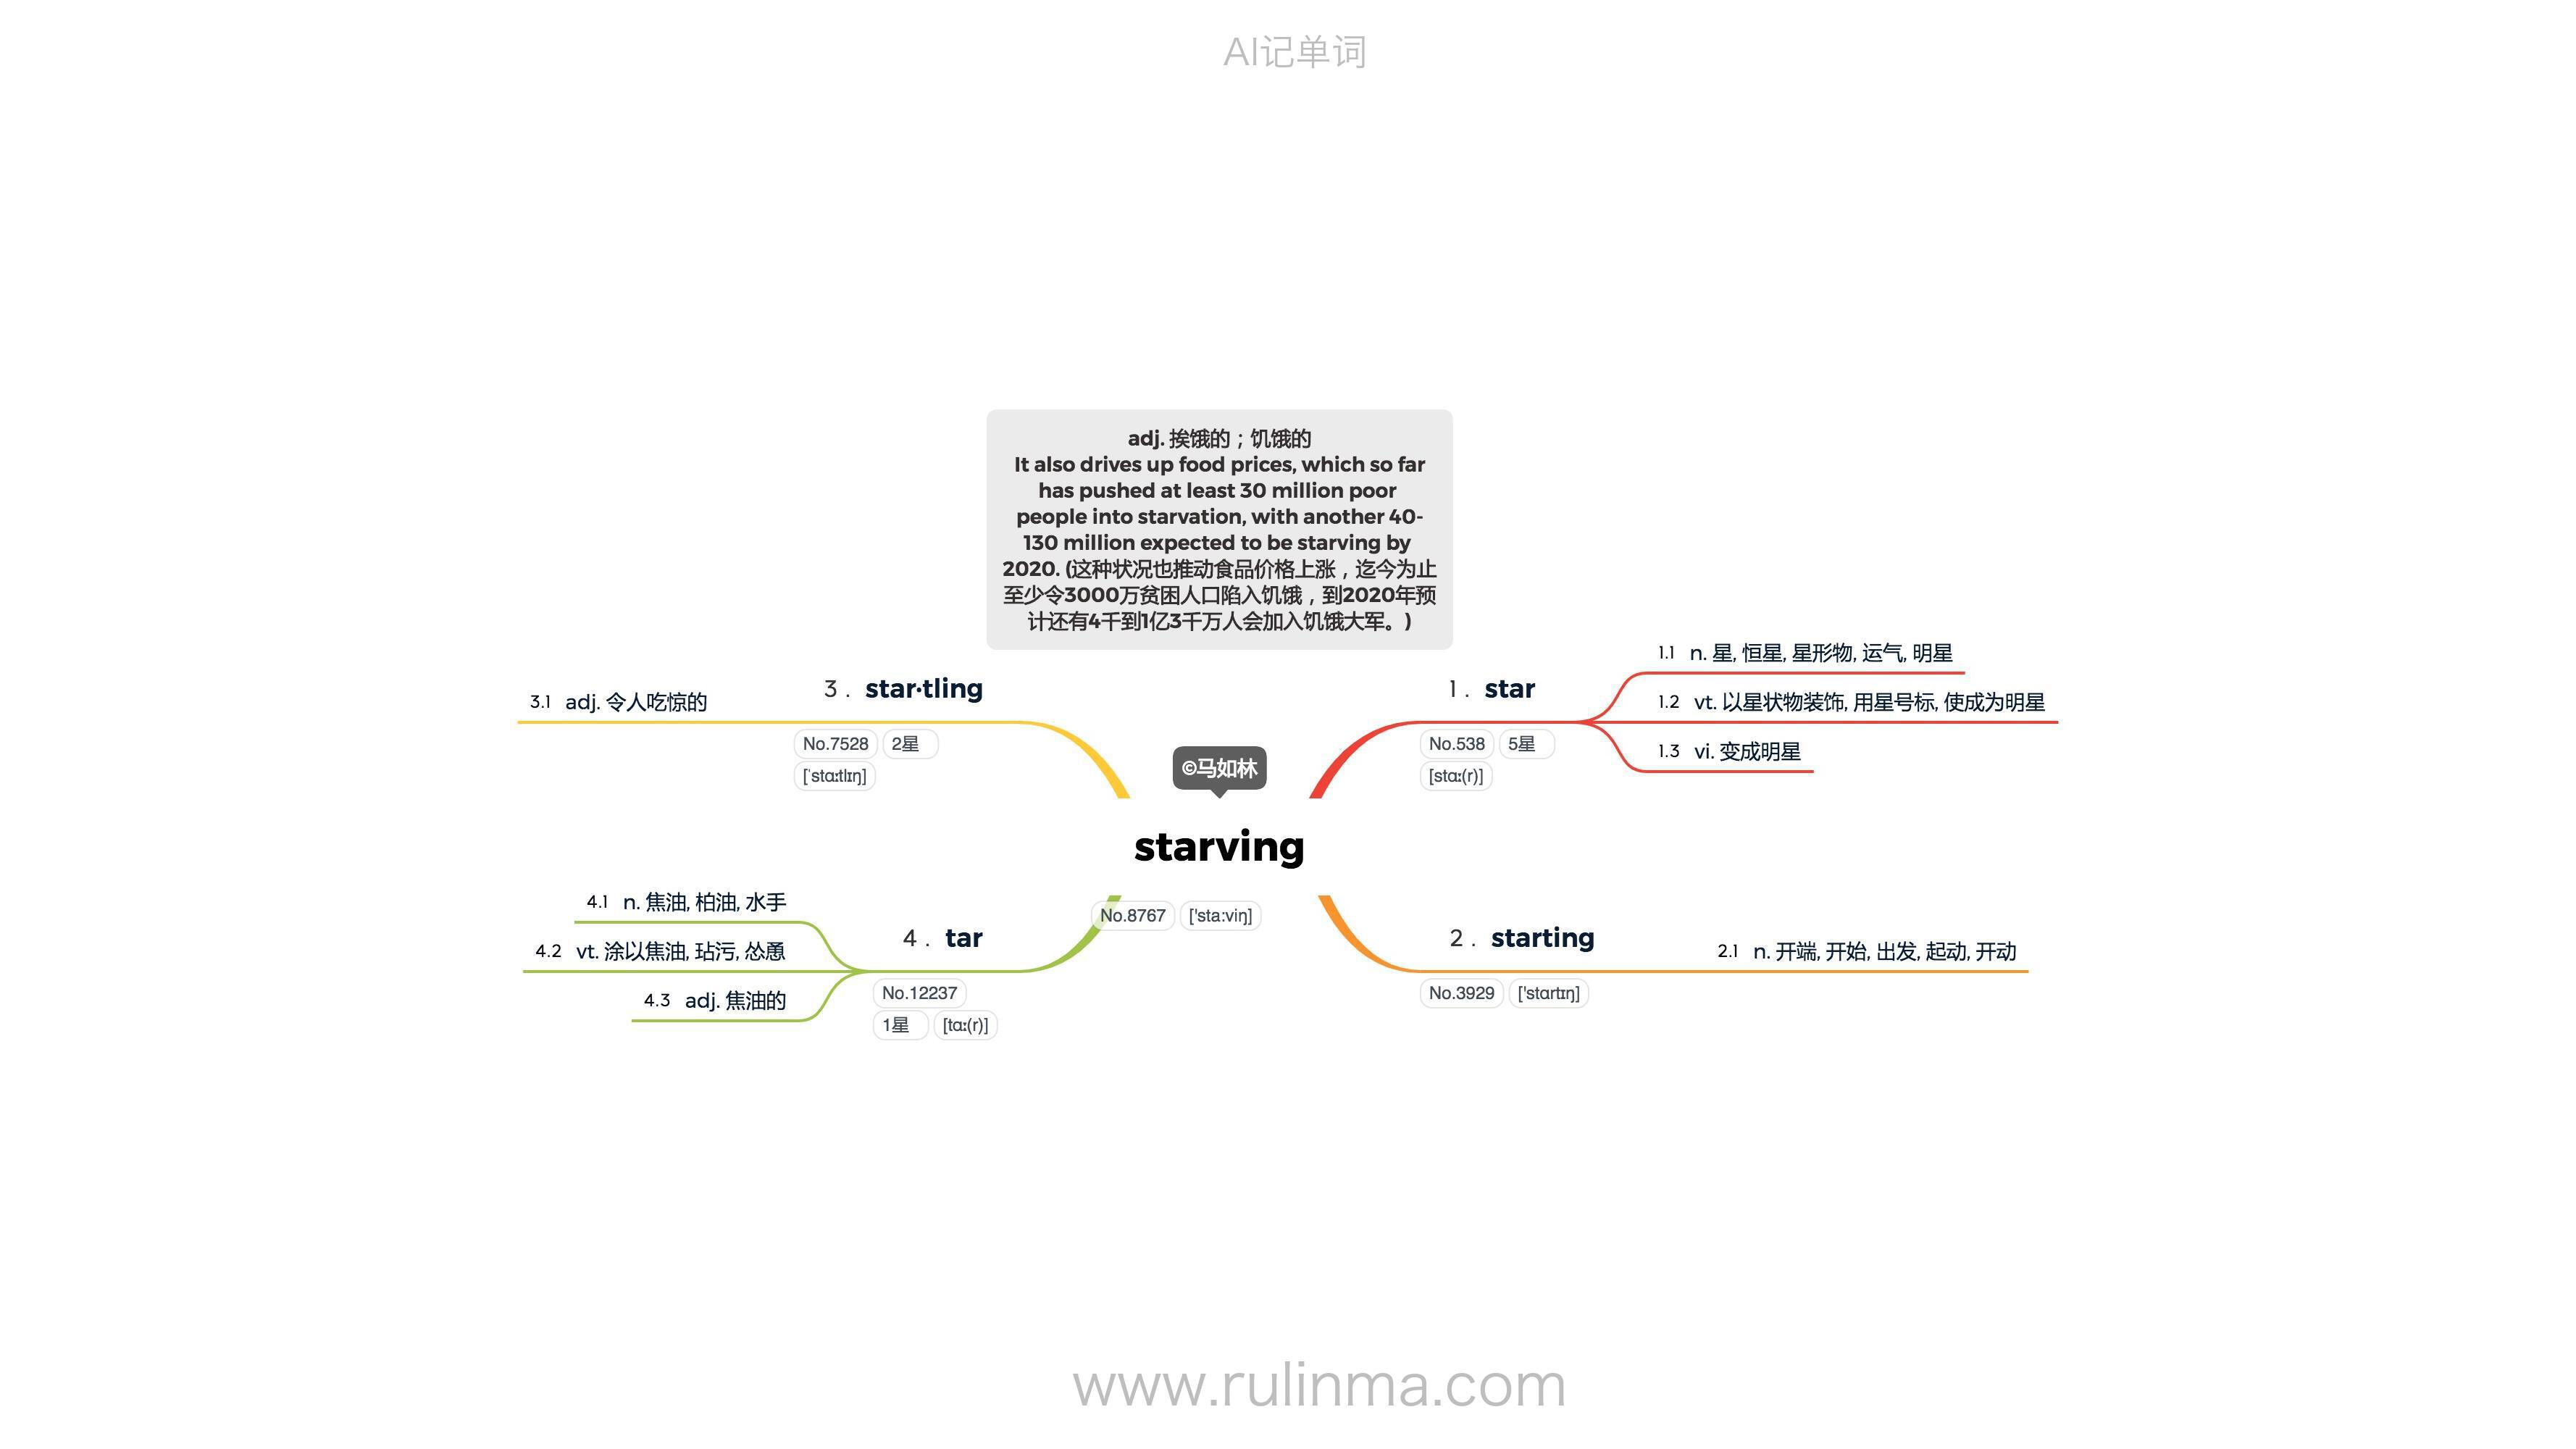 AI记单词
adj. 挨饿的；饥饿的
It also drives up food prices, which so far
has pushed at least 30 million poor
people into starvation, with another 40-
130 million expected to be starving by
2020. (这种状况也推动食品价格上涨，迄今为止
至少令3000万贫困人口陷入饥饿，到2020年预
计还有4千到1亿3千万人会加入饥饿大军。)
©马如林
starving
No.8767 ['sta:viŋ]
1. star
No.538 5星
[stɑː(r)]
1.1 n. 星, 恒星, 星形物, 运气, 明星
1.2 vt. 以星状物装饰, 用星号标, 使成为明星
1.3 vi. 变成明星
2. starting
No.3929 ['stɑrtɪŋ]
2.1 n. 开端, 开始, 出发, 起动, 开动
3. star·tling
No.7528 2星
[ˈstɑːtlɪŋ]
3.1 adj. 令人吃惊的
4. tar
No.12237
1星 [tɑː(r)]
4.1 n. 焦油, 柏油, 水手
4.2 vt. 涂以焦油, 玷污, 怂恿
4.3 adj. 焦油的
www.rulinma.com